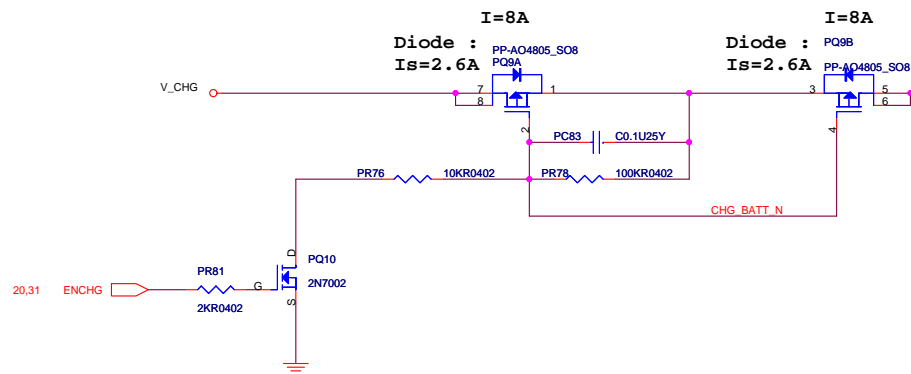 I=8A
I=8A
Diode :
Is=2.6A
PP-AO4805_SO8
PQ9A
Diode :
Is=2.6A
PQ9B
PP-AO4805_SO8
V_CHG
7
8
1
3
5
6
2
4
PC83
C0.1U25Y
PR76
10KR0402
PR78
100KR0402
CHG_BATT_N
D
PQ10
2N7002
G
S
PR81
2KR0402
20,31
ENCHG